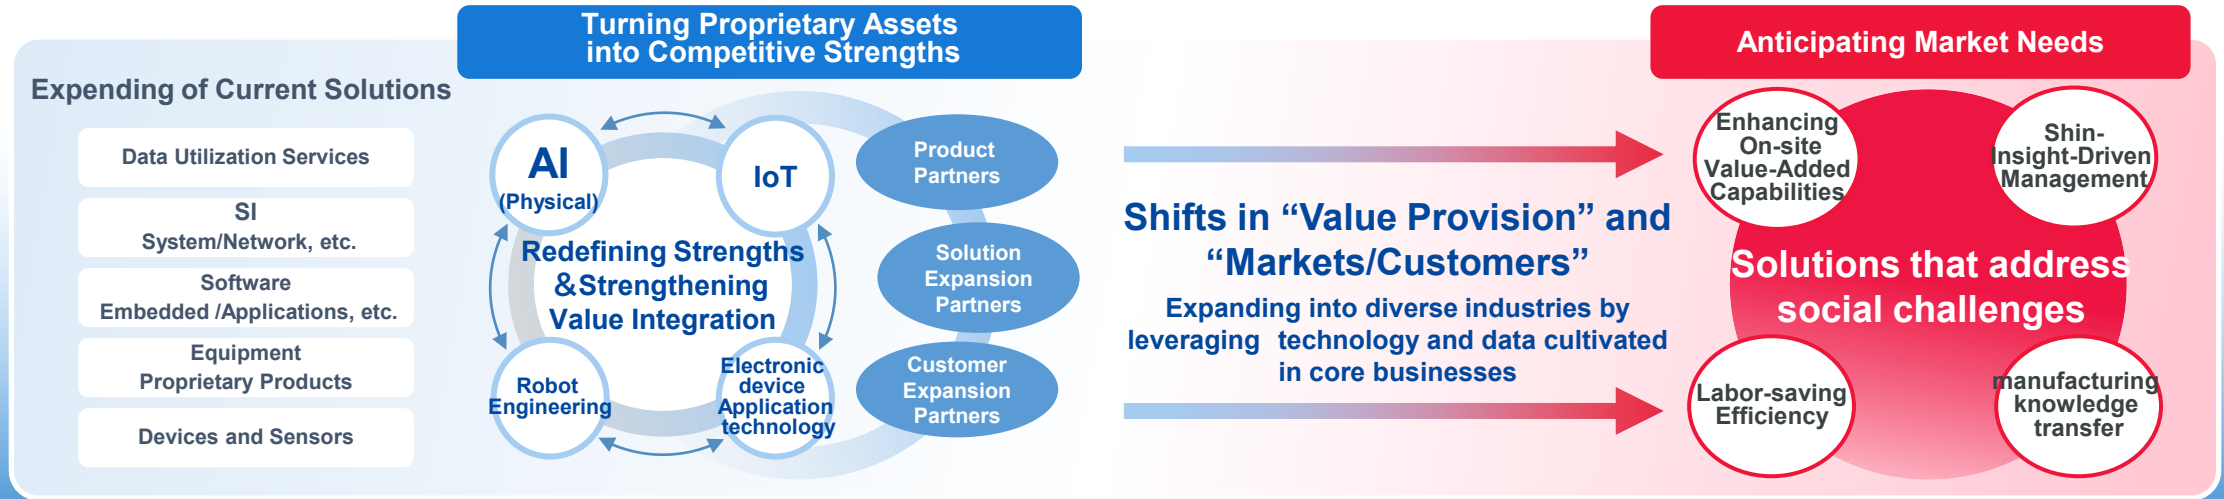 Expending of Current Solutions
Data Utilization Services
SI
System/Network, etc.
Software
Embedded /Applications, etc.
Equipment
Proprietary Products
Devices and Sensors
Turning Proprietary Assets
into Competitive Strengths
AI
(Physical)
IoT
Redefining Strengths
&Strengthening
Value Integration
Robot
Engineering
Electronic
device
Application
technology
Product
Partners
Solution
Expansion
Partners
Customer
Expansion
Partners
Shifts in “Value Provision” and
“Markets/Customers”
Expanding into diverse industries by
leveraging technology and data cultivated
in core businesses
Anticipating Market Needs
Enhancing
On-site
Value-Added
Capabilities
Shin-
Insight-Driven
Management
Solutions that address
social challenges
Labor-saving
Efficiency
manufacturing
knowledge
transfer